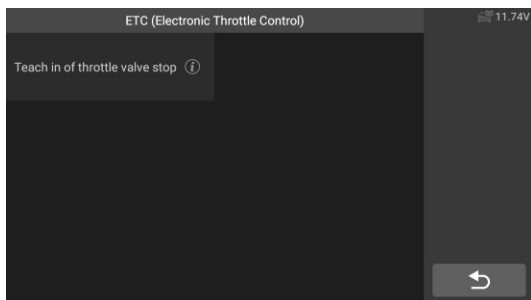 ETC (Electronic Throttle Control)
11.74V
Teach in of throttle valve stop